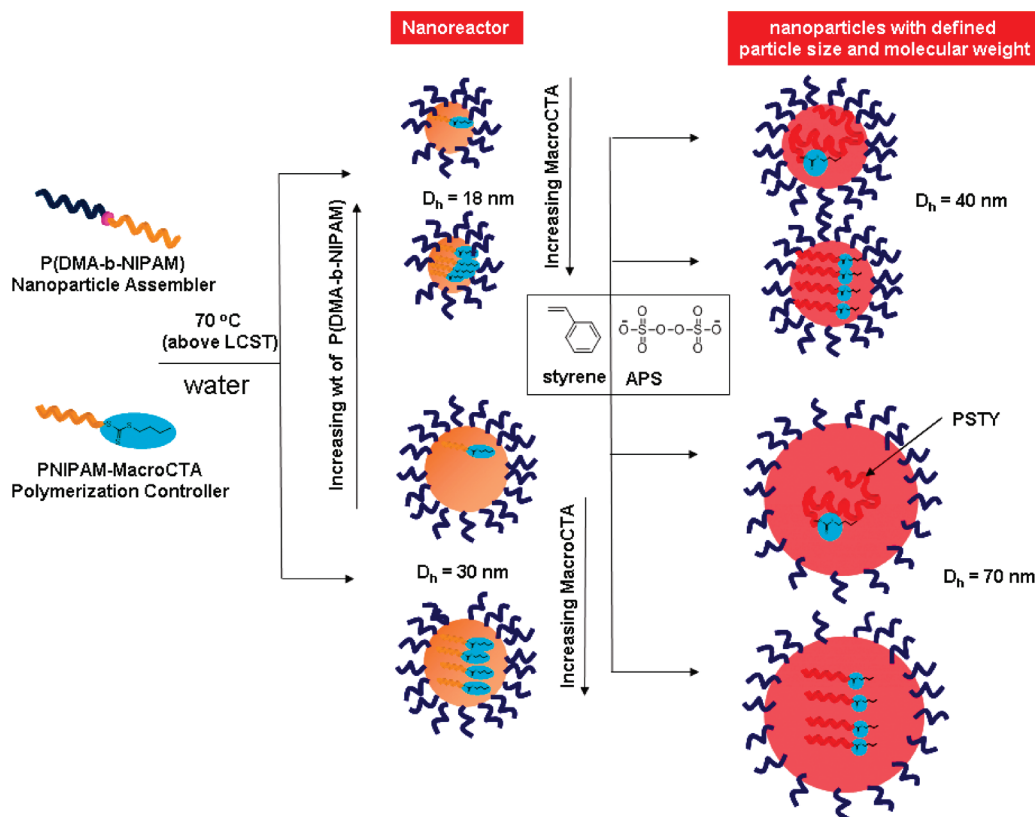 Nanoreactor
nanoparticles with defined
particle size and molecular weight
P(DMA-b-NIPAM)
Nanoparticle Assembler
70 °C
(above LCST)
water
PNIPAM-MacroCTA
Polymerization Controller
Increasing wt of P(DMA-b-NIPAM)
Dh = 18 nm
Dh = 30 nm
Increasing MacroCTA
styrene
APS
O-S-O-O-S-O
O
O
O
O
S
S
S
Increasing MacroCTA
Dh = 40 nm
PSTY
Dh = 70 nm